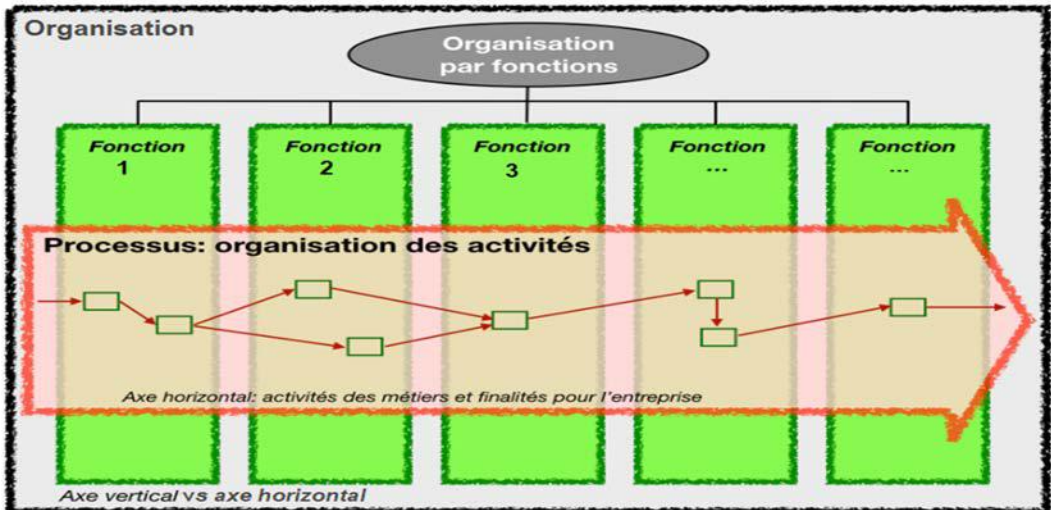 Organisation
Organisation
par fonctions
Fonction
1
Fonction
2
Fonction
3
Fonction
...
Fonction
...
Processus: organisation des activités
Axe horizontal: activités des métiers et finalités pour l'entreprise
Axe vertical vs axe horizontal